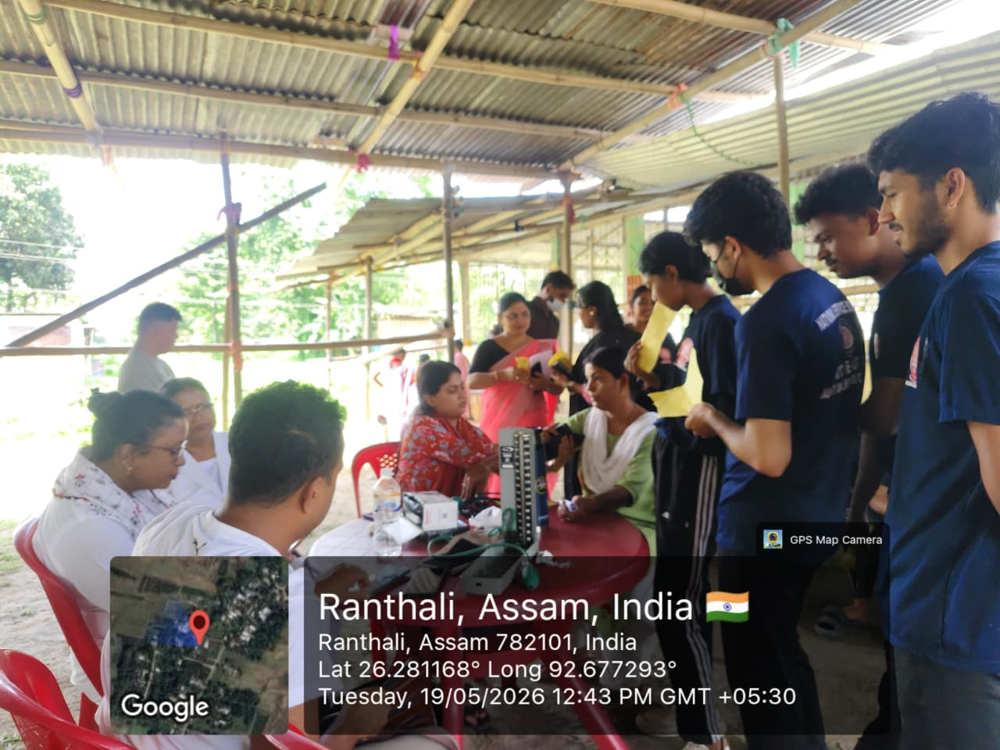 GPS Map Camera
Ranthali, Assam, India
Ranthali, Assam 782101, India
Lat 26.281168° Long 92.677293°
Tuesday, 19/05/2026 12:43 PM GMT +05:30
Google